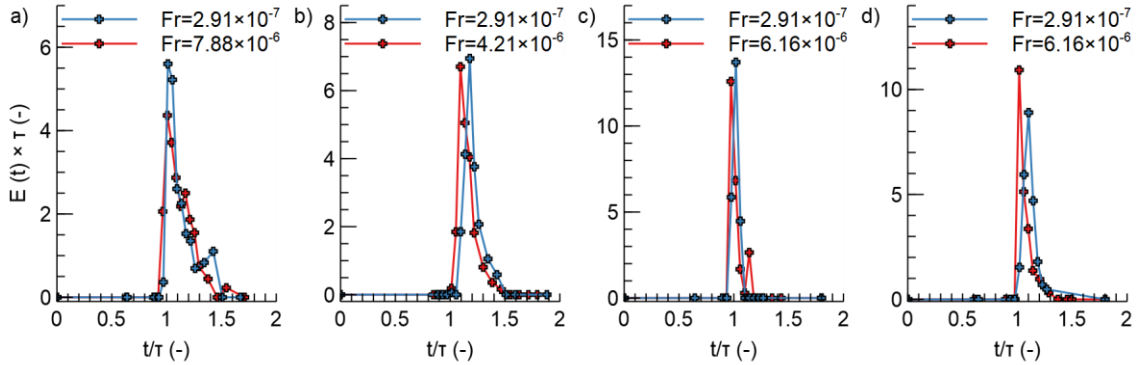 a)
Fr=2.91×10⁻⁷
Fr=7.88×10⁻⁶
E (t) × τ (-)
6
4
2
0
0 0.5 1 1.5 2
t/τ (-)
b)
Fr=2.91×10⁻⁷
Fr=4.21×10⁻⁶
8
6
4
2
0
0 0.5 1 1.5 2
t/τ (-)
c)
Fr=2.91×10⁻⁷
Fr=6.16×10⁻⁶
15
10
5
0
0 0.5 1 1.5 2
t/τ (-)
d)
Fr=2.91×10⁻⁷
Fr=6.16×10⁻⁶
10
5
0
0 0.5 1 1.5 2
t/τ (-)